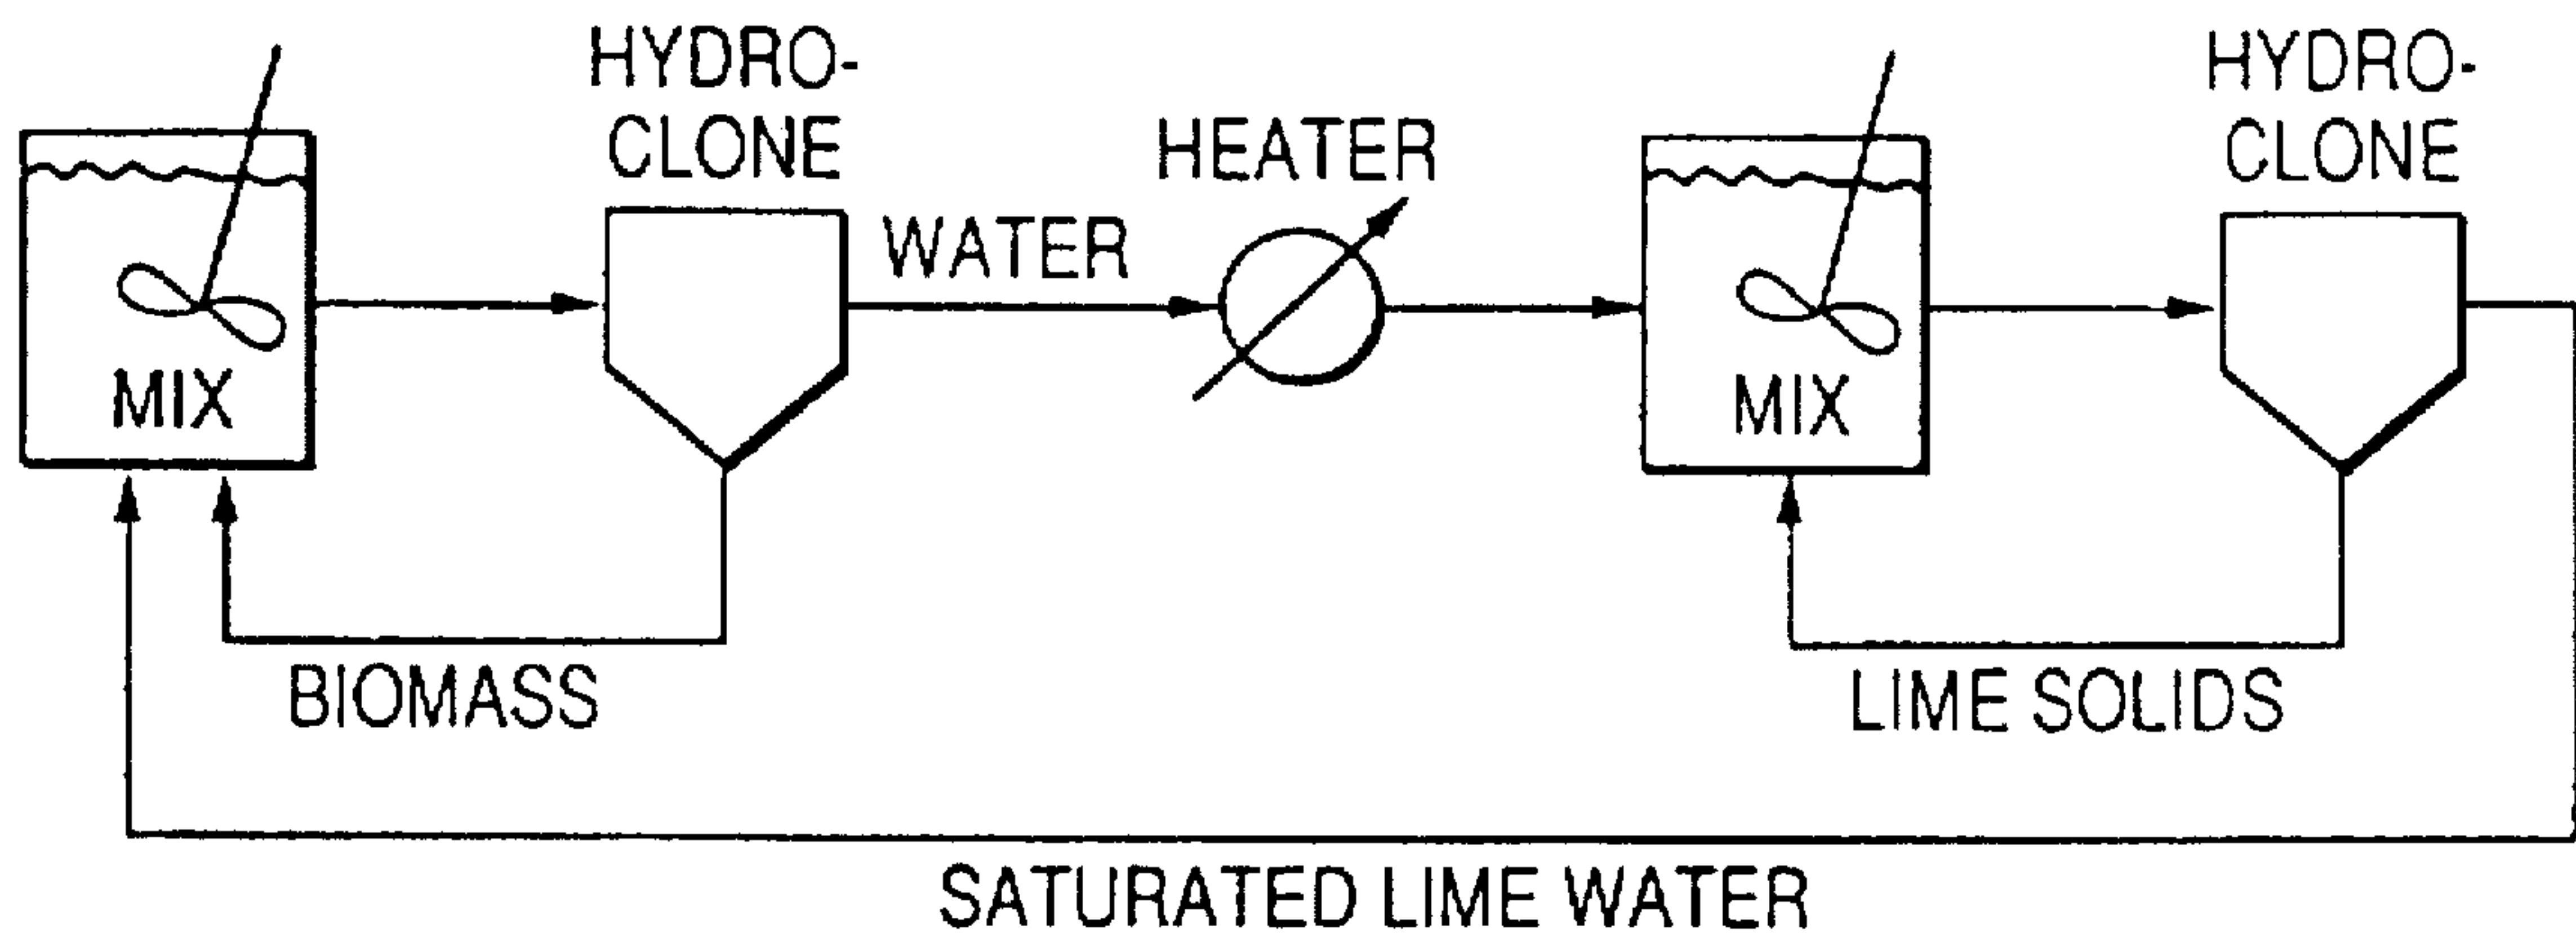 HYDRO-
CLONE
WATER
HEATER
HYDRO-
CLONE
MIX
MIX
BIOMASS
LIME SOLIDS
SATURATED LIME WATER